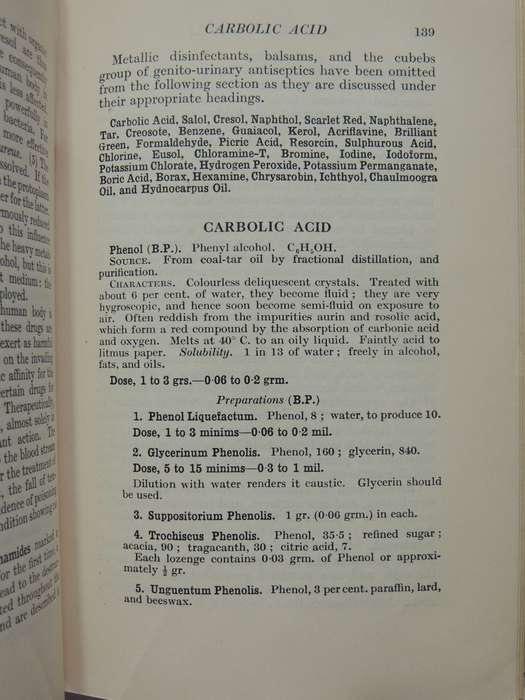 CARBOLIC ACID 139
Metallic disinfectants, balsams, and the cubebs
group of genito-urinary antiseptics have been omitted
from the following section as they are discussed under
their appropriate headings.
Carbolic Acid, Salol, Cresol, Naphthol, Scarlet Red, Naphthalene,
Tar, Creosote, Benzene, Guaiacol, Kerol, Acriflavine, Brilliant
Green, Formaldehyde, Picric Acid, Resorcin, Sulphurous Acid,
Chlorine, Eusol, Chloramine-T, Bromine, Iodine, Iodoform,
Potassium Chlorate, Hydrogen Peroxide, Potassium Permanganate,
Boric Acid, Borax, Hexamine, Chrysarobin, Ichthyol, Chaulmoogra
Oil, and Hydnocarpus Oil.
CARBOLIC ACID
Phenol (B.P.). Phenyl alcohol. C₆H₅OH.
SOURCE. From coal-tar oil by fractional distillation, and
purification.
CHARACTERS. Colourless deliquescent crystals. Treated with
about 6 per cent. of water, they become fluid; they are very
hygroscopic, and hence soon become semi-fluid on exposure to
air. Often reddish from the impurities aurin and rosolic acid,
which form a red compound by the absorption of carbonic acid
and oxygen. Melts at 40° C. to an oily liquid. Faintly acid to
litmus paper. Solubility. 1 in 13 of water; freely in alcohol,
fats, and oils.
Dose, 1 to 3 grs.—0·06 to 0·2 grm.
Preparations (B.P.)
1. Phenol Liquefactum. Phenol, 8; water, to produce 10.
Dose, 1 to 3 minims—0·06 to 0·2 mil.
2. Glycerinum Phenolis. Phenol, 160; glycerin, 840.
Dose, 5 to 15 minims—0·3 to 1 mil.
Dilution with water renders it caustic. Glycerin should
be used.
3. Suppositorium Phenolis. 1 gr. (0·06 grm.) in each.
4. Trochiscus Phenolis. Phenol, 35·5; refined sugar;
acacia, 90; tragacanth, 30; citric acid, 7.
Each lozenge contains 0·03 grm. of Phenol or approxi-
mately ½ gr.
5. Unguentum Phenolis. Phenol, 3 per cent. paraffin, lard,
and beeswax.